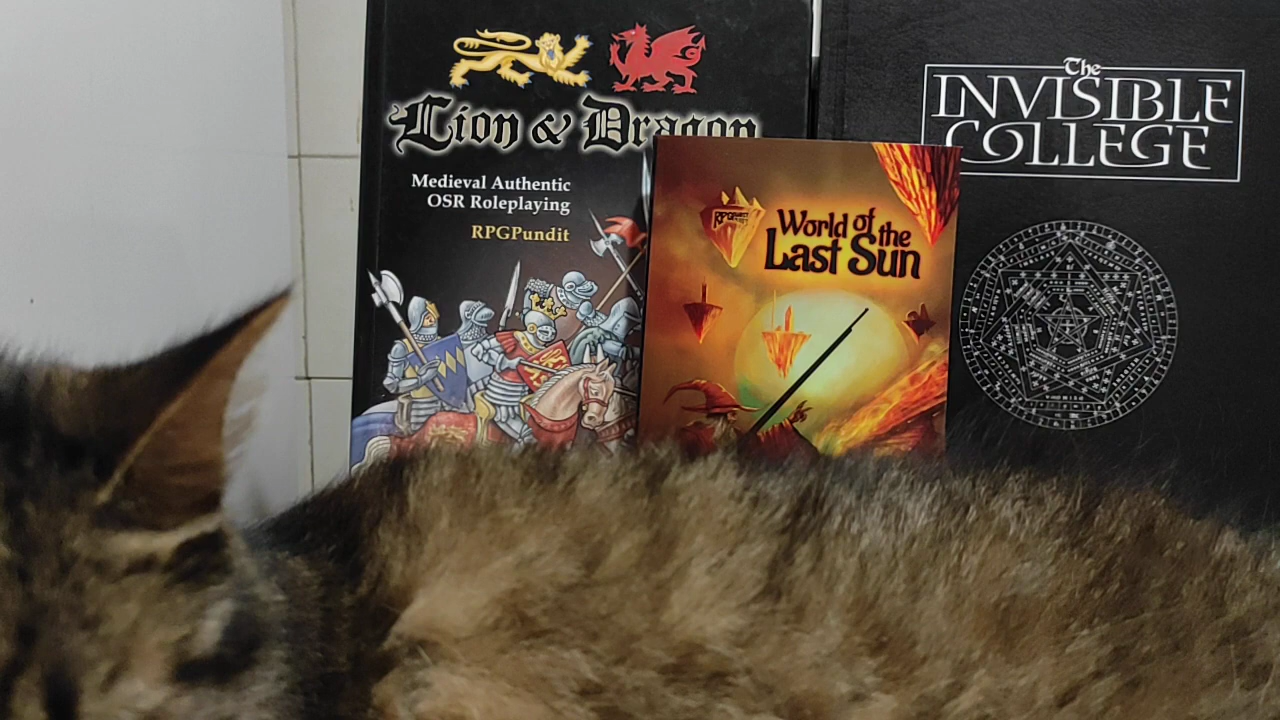 Lion & Dragon
Medieval Authentic
OSR Roleplaying
RPGPundit
World of the
Last Sun
The
INVISIBLE
COLLEGE